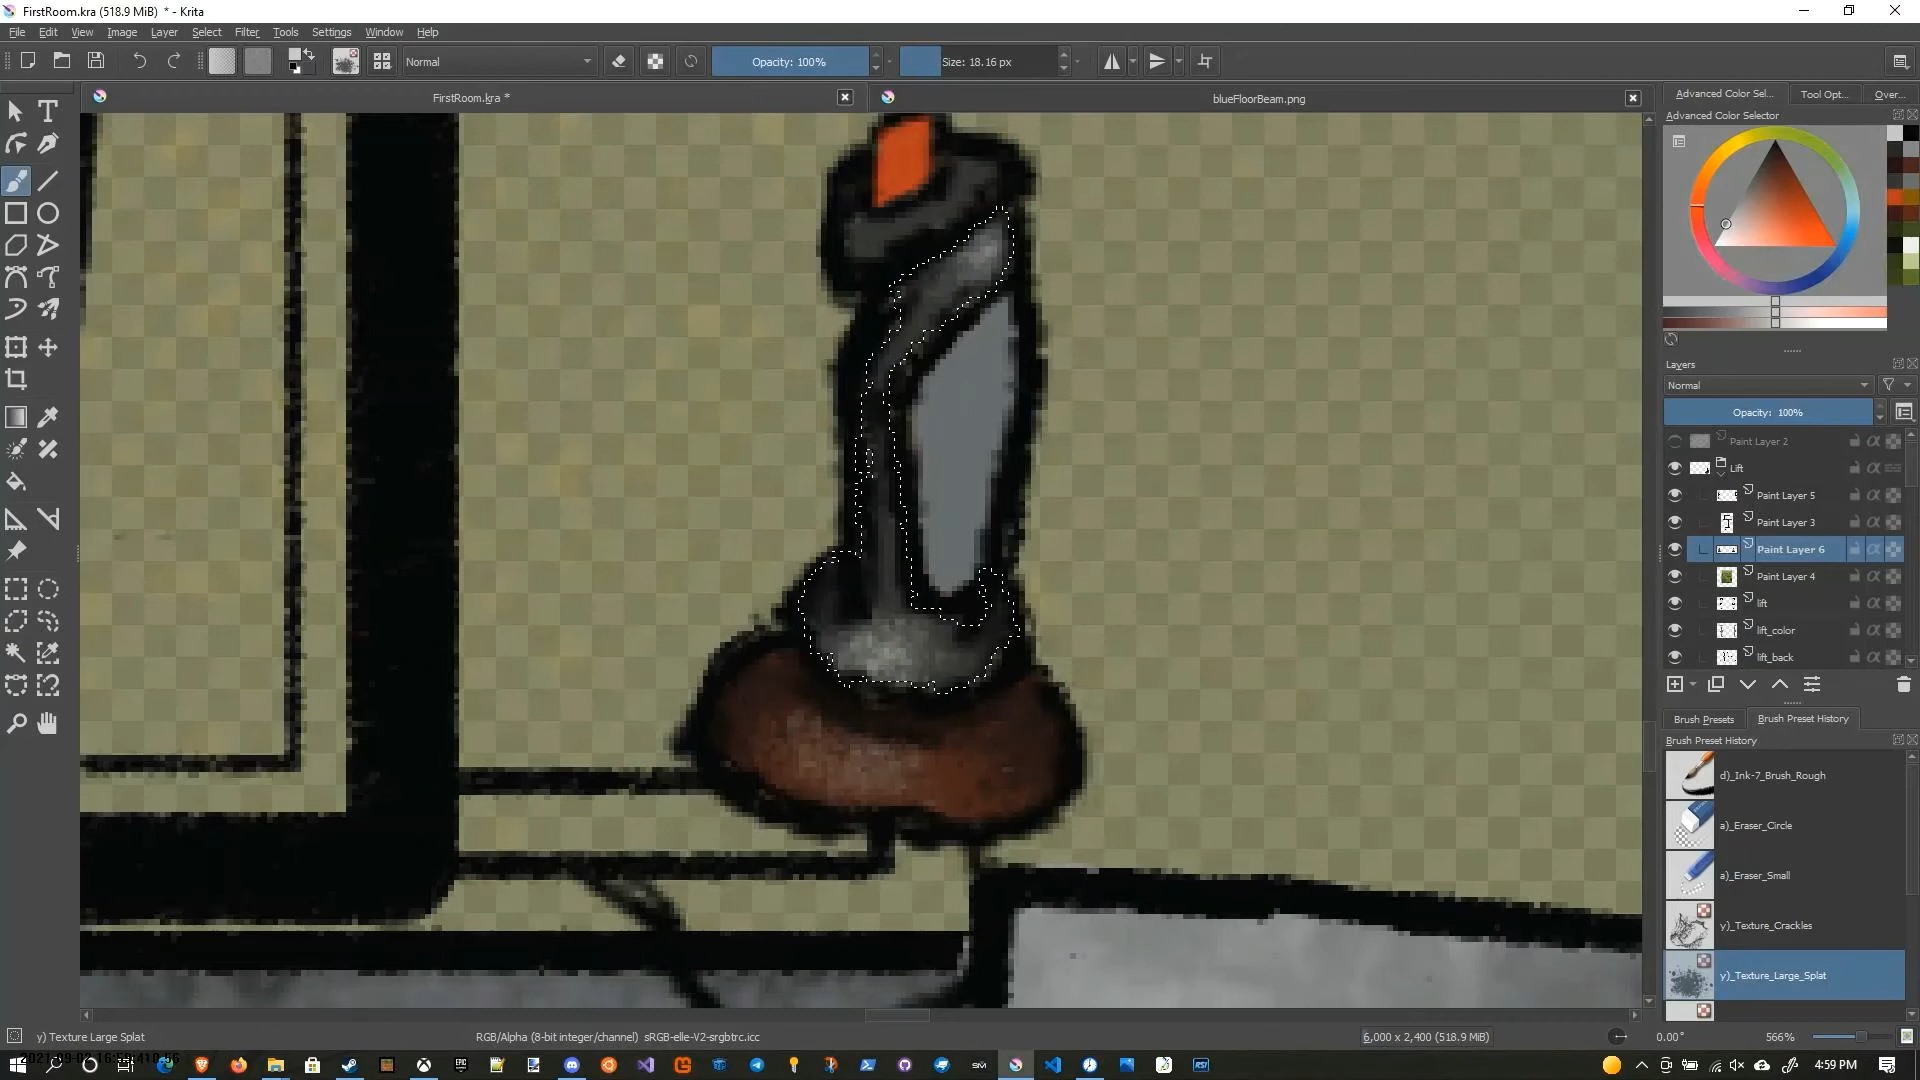 FirstRoom.kra (518.9 MiB) * - Krita
File Edit View Image Layer Select Filter Tools Settings Window Help
Normal Opacity: 100% Size: 18.16 px
FirstRoom.kra * blueFloorBeam.png
Advanced Color Sel... Tool Opt... Over...
Advanced Color Selector
Layers
Normal
Opacity: 100%
Paint Layer 2
Lift
Paint Layer 5
Paint Layer 3
Paint Layer 6
Paint Layer 4
lift
lift_color
lift_back
Brush Presets Brush Preset History
Brush Preset History
d)_Ink-7_Brush_Rough
a)_Eraser_Circle
a)_Eraser_Small
y)_Texture_Crackles
y)_Texture_Large_Splat
y) Texture Large Splat RGB/Alpha (8-bit integer/channel) sRGB-elle-V2-srgbtrc.icc 6,000 x 2,400 (518.9 MiB) 0.00° 566%
EPIC SM RSI 4:59 PM